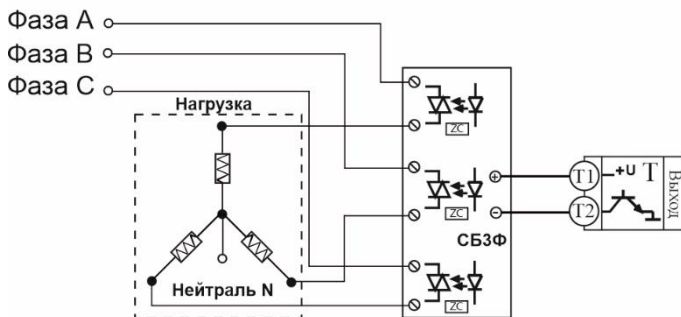 Фаза A
Фаза B
Фаза C
Нагрузка
ZC
ZC
+
−
T1
T2
+U
T
Выход
СБ3Ф
Нейтраль N
ZC